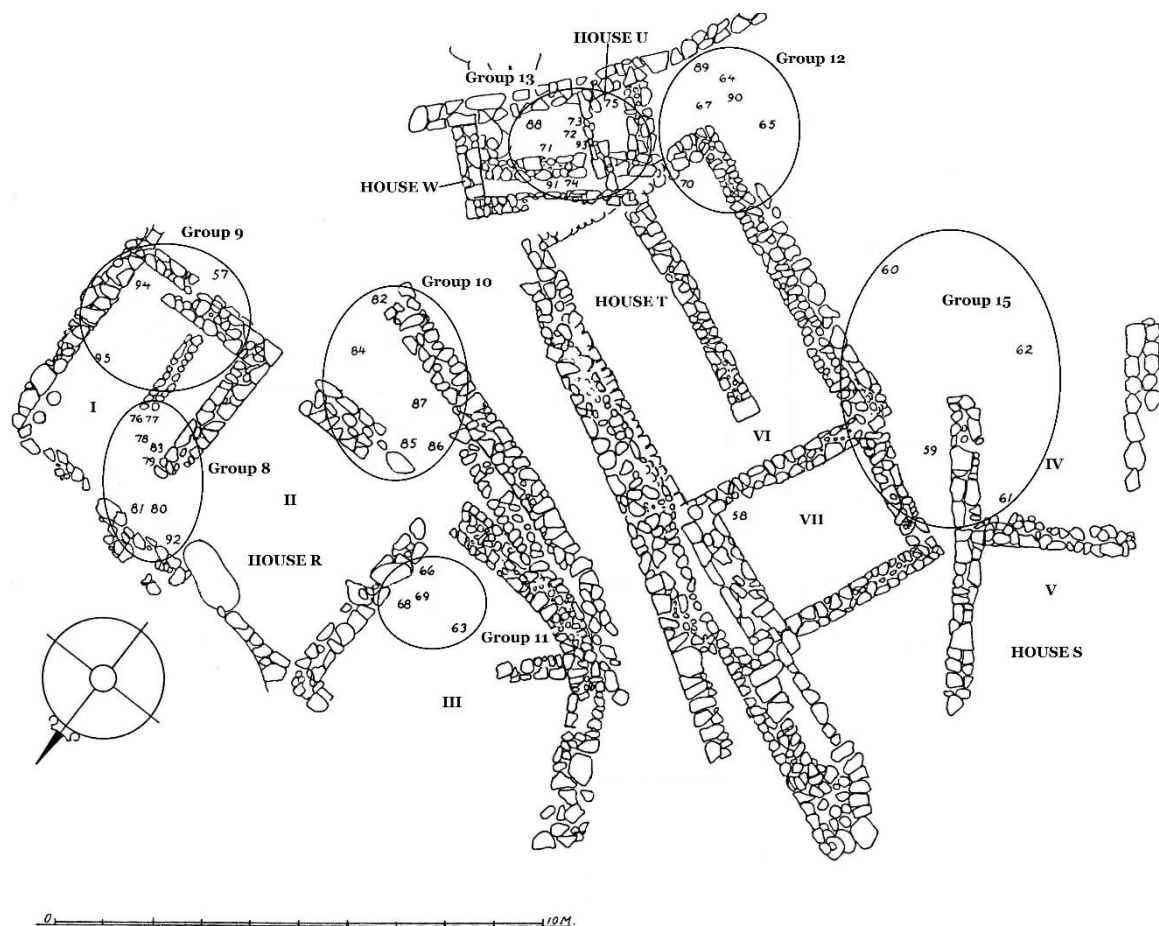 HOUSE U
Group 12
Group 13
89
64
90
67
65
75
73
72
88
71
93
91 74
70
HOUSE W
Group 9
57
94
95
I
Group 10
82
84
87
85
86
HOUSE T
60
Group 15
62
59
61
IV
VI
76 77
78
83
79
Group 8
81 80
92
II
HOUSE R
58
VII
66
69
68
63
Group 11
III
V
HOUSE S
0
10 M.